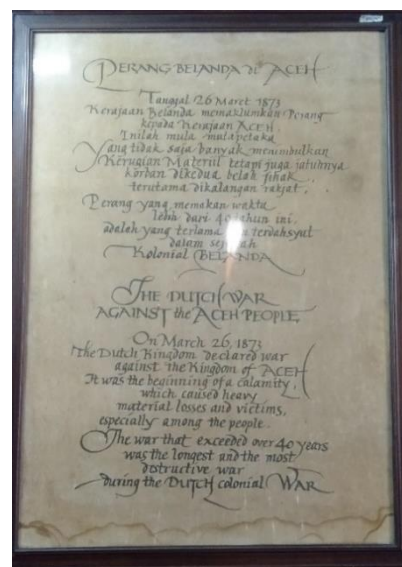 PERANG BELANDA di ACEH
Tanggal 26 Maret 1873
Kerajaan Belanda memaklumkan Perang
kepada Kerajaan ACEH.
Inilah mula malapetaka
Yang tidak saja banyak menimbulkan
Kerugian Materiil tetapi juga jatuhnya
korban dikedua belah fihak,
terutama dikalangan rakjat.
Perang yang memakan waktu
lebih dari 40 tahun ini,
adalah yang terlama dan terdahsyat
dalam sejarah
Kolonial BELANDA
THE DUTCH WAR
AGAINST the ACEH PEOPLE
On March 26, 1873
the Dutch Kingdom declared war
against the Kingdom of ACEH
It was the beginning of a calamity,
which caused heavy
material losses and victims,
especially among the people.
The war that exceeded over 40 years
was the longest and the most
destructive war
during the DUTCH colonial WAR